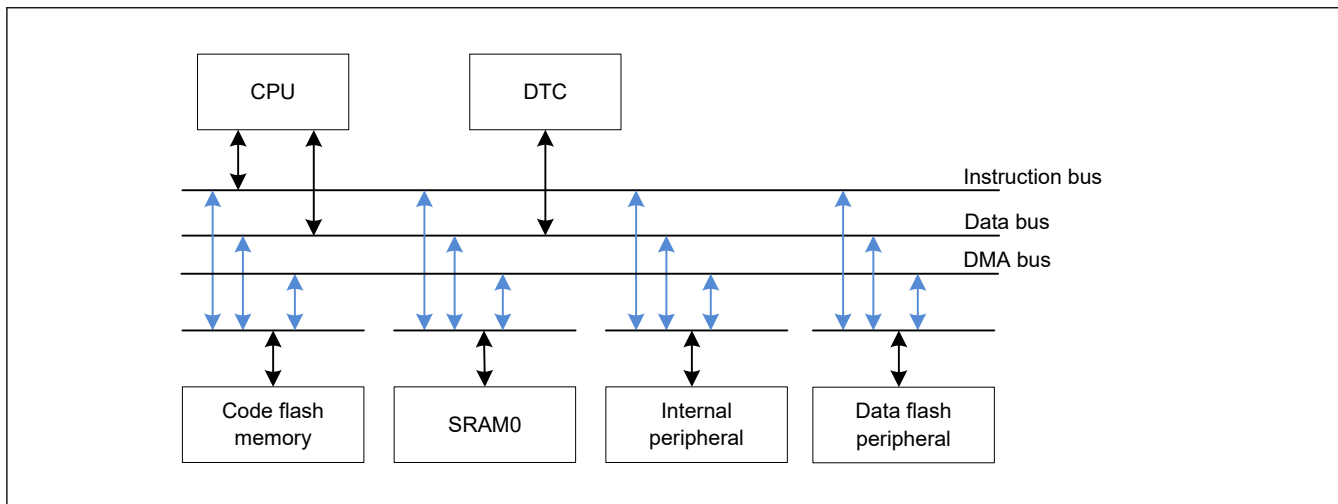 CPU
DTC
Instruction bus
Data bus
DMA bus
Code flash
memory
SRAM0
Internal
peripheral
Data flash
peripheral